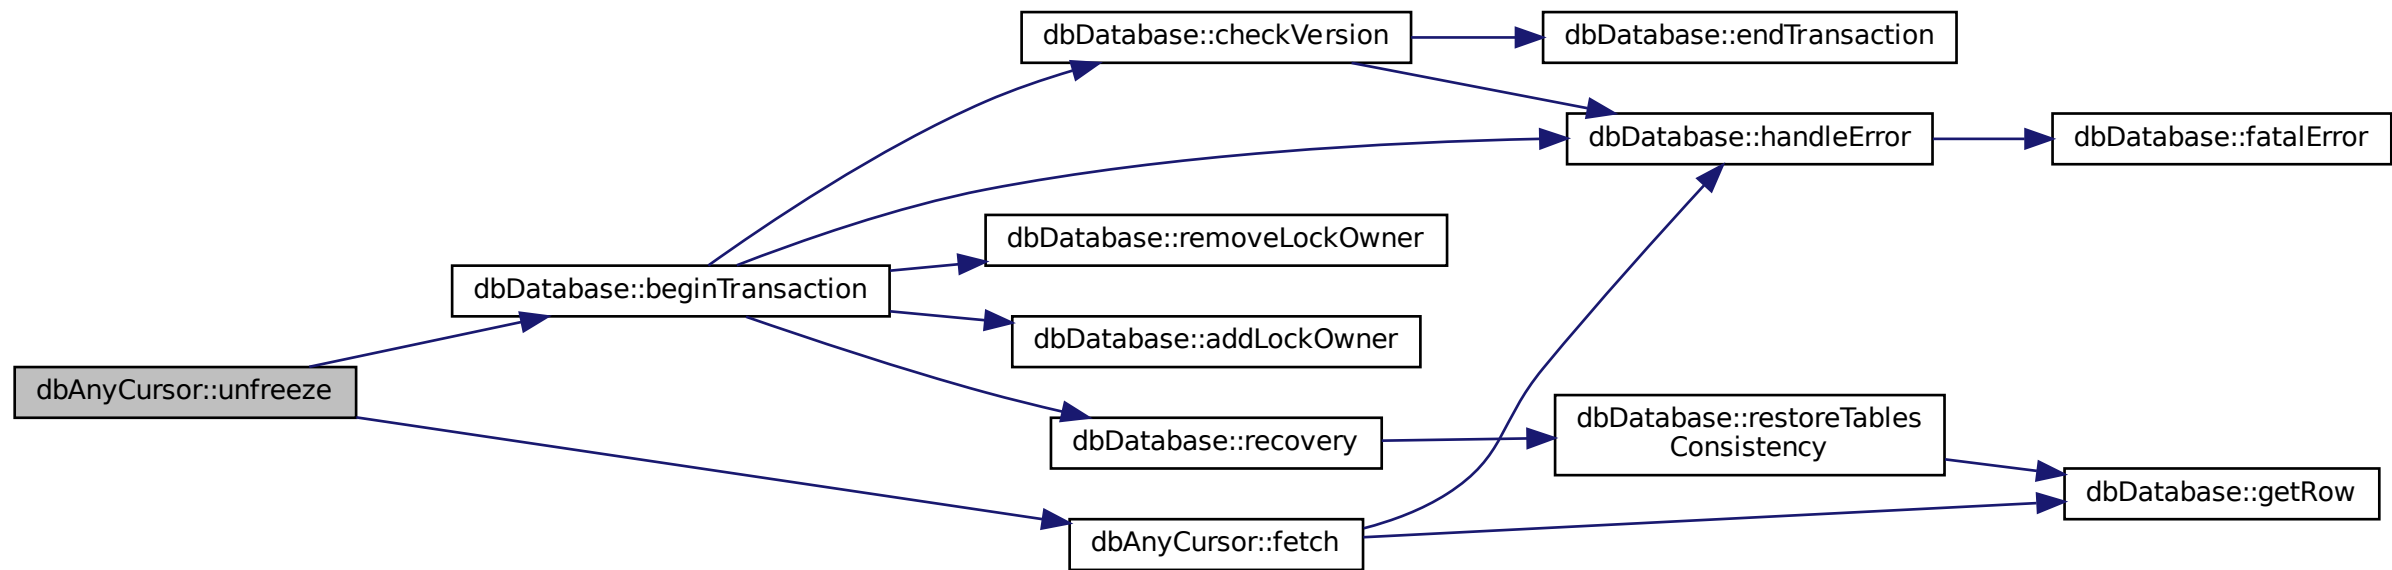 dbDatabase::checkVersion
dbDatabase::endTransaction
dbDatabase::handleError
dbDatabase::fatalError
dbDatabase::removeLockOwner
dbDatabase::beginTransaction
dbDatabase::addLockOwner
dbAnyCursor::unfreeze
dbDatabase::recovery
dbDatabase::restoreTables
Consistency
dbDatabase::getRow
dbAnyCursor::fetch